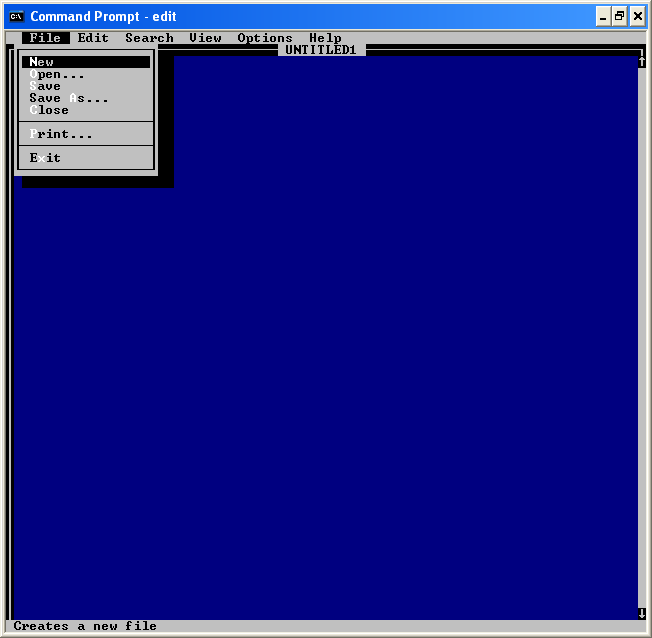 Command Prompt - edit
File Edit Search View Options Help
UNTITLED1
New
Open...
Save
Save As...
Close
Print...
Exit
Creates a new file